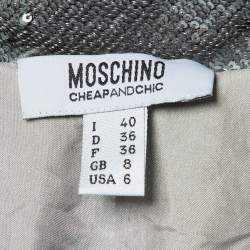 MOSCHINO
CHEAPANDCHIC
I 40
D 36
F 36
GB 8
USA 6